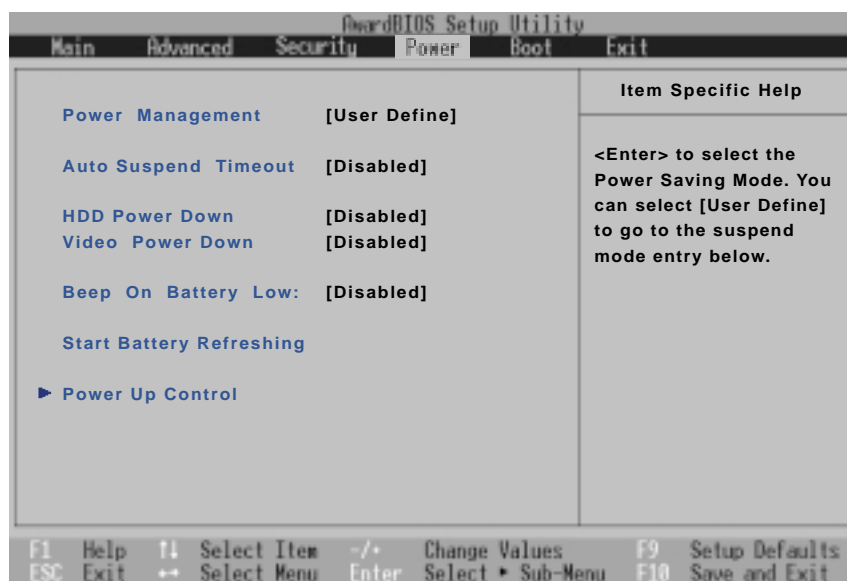 AwardBIOS Setup Utility
Main Advanced Security Power Boot Exit
Power Management [User Define]
Auto Suspend Timeout [Disabled]
HDD Power Down [Disabled]
Video Power Down [Disabled]
Beep On Battery Low: [Disabled]
Start Battery Refreshing
▶ Power Up Control
Item Specific Help
<Enter> to select the
Power Saving Mode. You
can select [User Define]
to go to the suspend
mode entry below.
F1 Help ↑↓ Select Item -/+ Change Values F9 Setup Defaults
ESC Exit ↔ Select Menu Enter Select ▶ Sub-Menu F10 Save and Exit